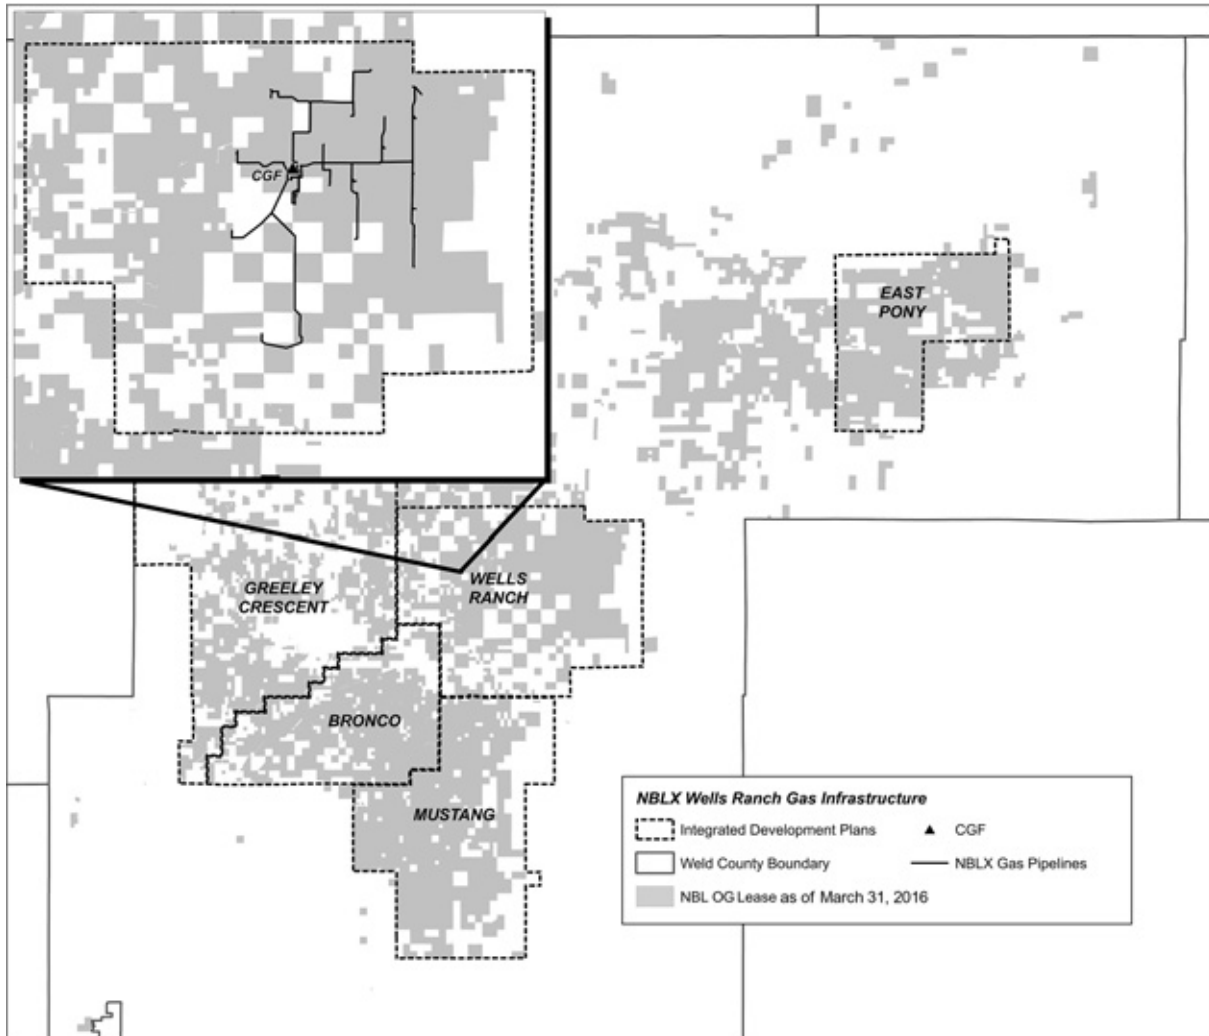 CGF
EAST
PONY
GREELEY
CRESCENT
WELLS
RANCH
BRONCO
MUSTANG
NBLX Wells Ranch Gas Infrastructure
Integrated Development Plans
CGF
Weld County Boundary
NBLX Gas Pipelines
NBL OG Lease as of March 31, 2016